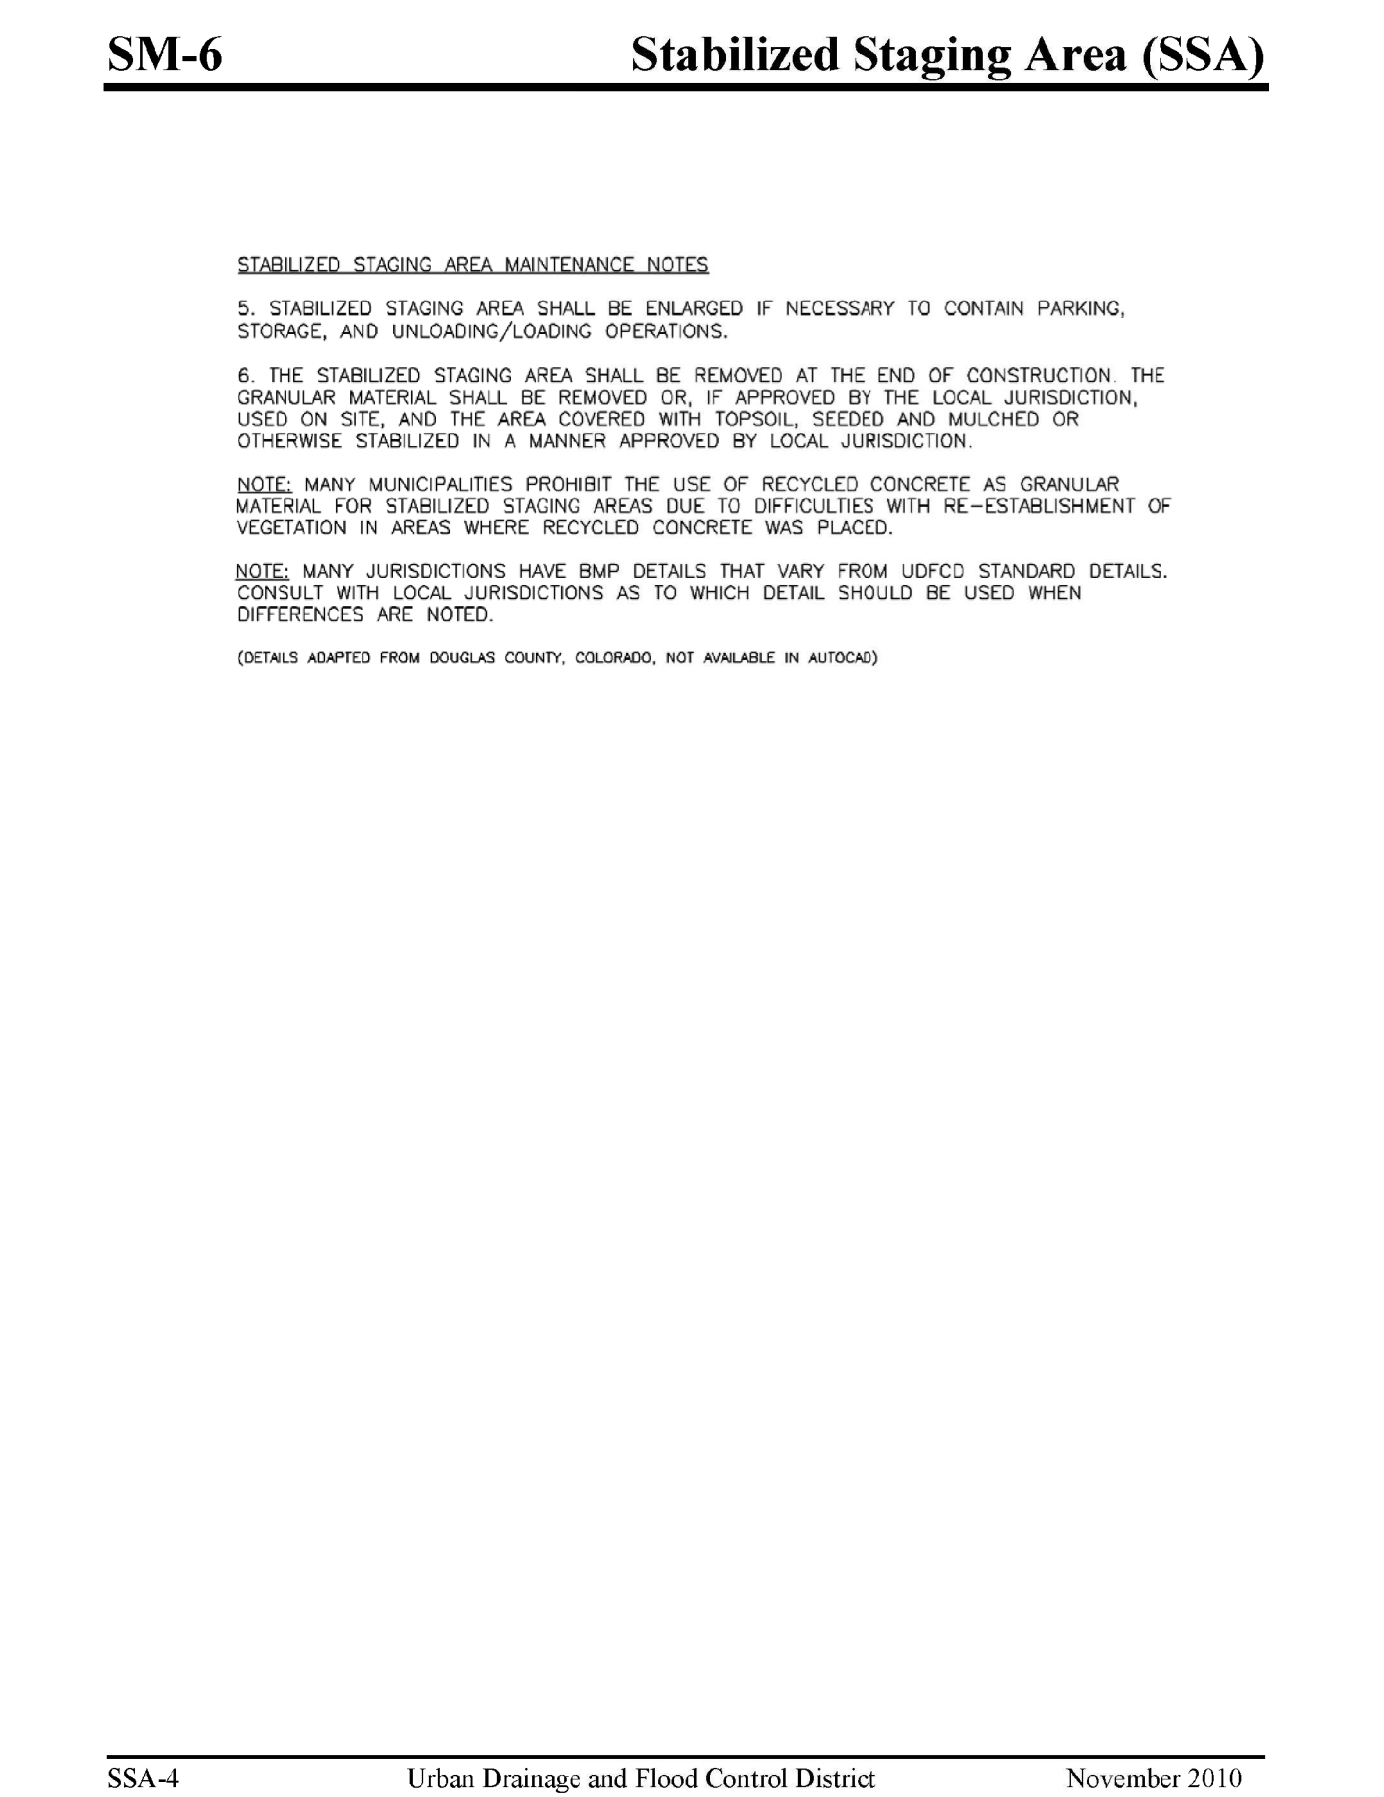 SM-6 Stabilized Staging Area (SSA)
STABILIZED STAGING AREA MAINTENANCE NOTES
5. STABILIZED STAGING AREA SHALL BE ENLARGED IF NECESSARY TO CONTAIN PARKING,
STORAGE, AND UNLOADING/LOADING OPERATIONS.
6. THE STABILIZED STAGING AREA SHALL BE REMOVED AT THE END OF CONSTRUCTION. THE
GRANULAR MATERIAL SHALL BE REMOVED OR, IF APPROVED BY THE LOCAL JURISDICTION,
USED ON SITE, AND THE AREA COVERED WITH TOPSOIL, SEEDED AND MULCHED OR
OTHERWISE STABILIZED IN A MANNER APPROVED BY LOCAL JURISDICTION.
NOTE: MANY MUNICIPALITIES PROHIBIT THE USE OF RECYCLED CONCRETE AS GRANULAR
MATERIAL FOR STABILIZED STAGING AREAS DUE TO DIFFICULTIES WITH RE-ESTABLISHMENT OF
VEGETATION IN AREAS WHERE RECYCLED CONCRETE WAS PLACED.
NOTE: MANY JURISDICTIONS HAVE BMP DETAILS THAT VARY FROM UDFCD STANDARD DETAILS.
CONSULT WITH LOCAL JURISDICTIONS AS TO WHICH DETAIL SHOULD BE USED WHEN
DIFFERENCES ARE NOTED.
(DETAILS ADAPTED FROM DOUGLAS COUNTY, COLORADO, NOT AVAILABLE IN AUTOCAD)
SSA-4 Urban Drainage and Flood Control District November 2010